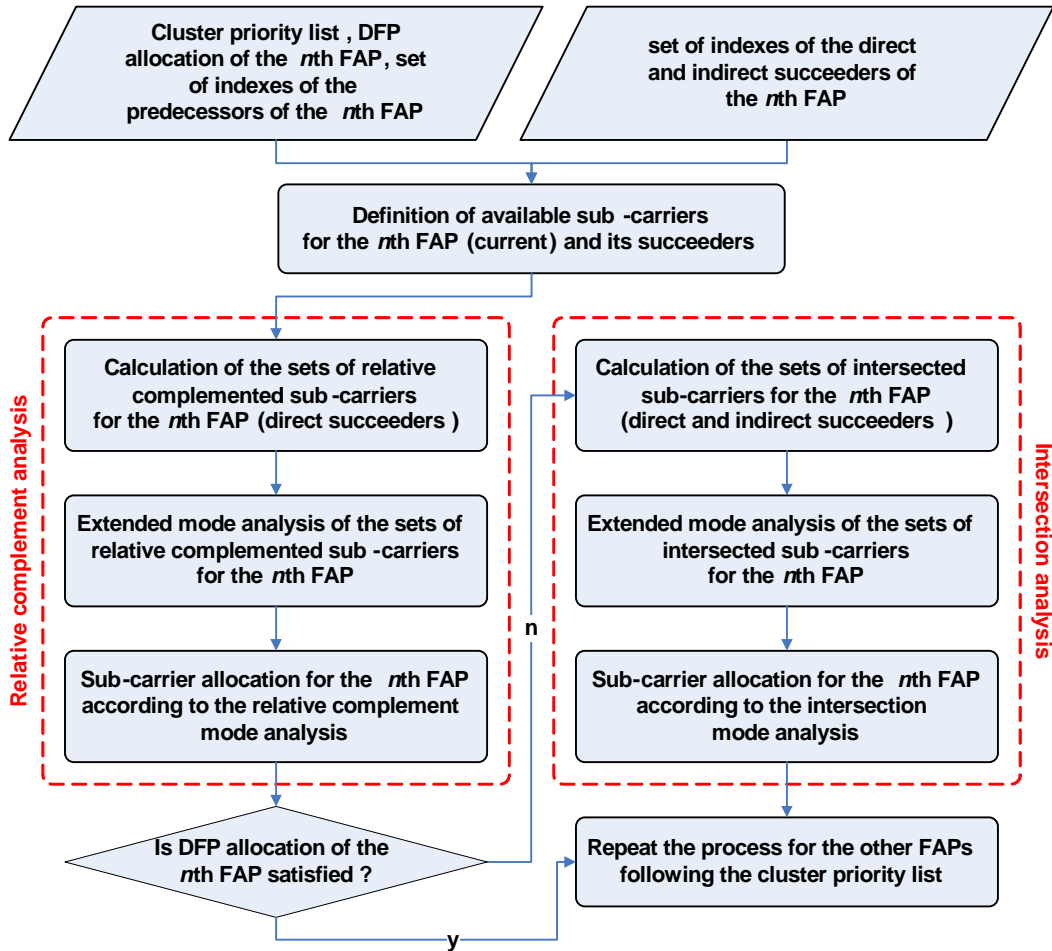 Cluster priority list , DFP
allocation of the nth FAP, set
of indexes of the
predecessors of the nth FAP
set of indexes of the direct
and indirect succeeders of
the nth FAP
Definition of available sub -carriers
for the nth FAP (current) and its succeeders
Relative complement analysis
Calculation of the sets of relative
complemented sub -carriers
for the nth FAP (direct succeeders )
Extended mode analysis of the sets of
relative complemented sub -carriers
for the nth FAP
Sub-carrier allocation for the nth FAP
according to the relative complement
mode analysis
Is DFP allocation of the
nth FAP satisfied ?
n
y
Intersection analysis
Calculation of the sets of intersected
sub-carriers for the nth FAP
(direct and indirect succeeders )
Extended mode analysis of the sets of
intersected sub -carriers
for the nth FAP
Sub-carrier allocation for the nth FAP
according to the intersection
mode analysis
Repeat the process for the other FAPs
following the cluster priority list